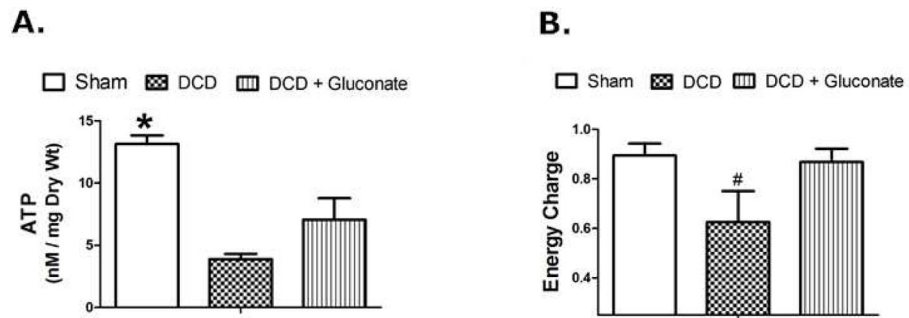 A.
Sham DCD DCD + Gluconate
*
ATP
(nM / mg Dry Wt)
15
10
5
0
B.
Sham DCD DCD + Gluconate
#
Energy Charge
1.0
0.8
0.6
0.4